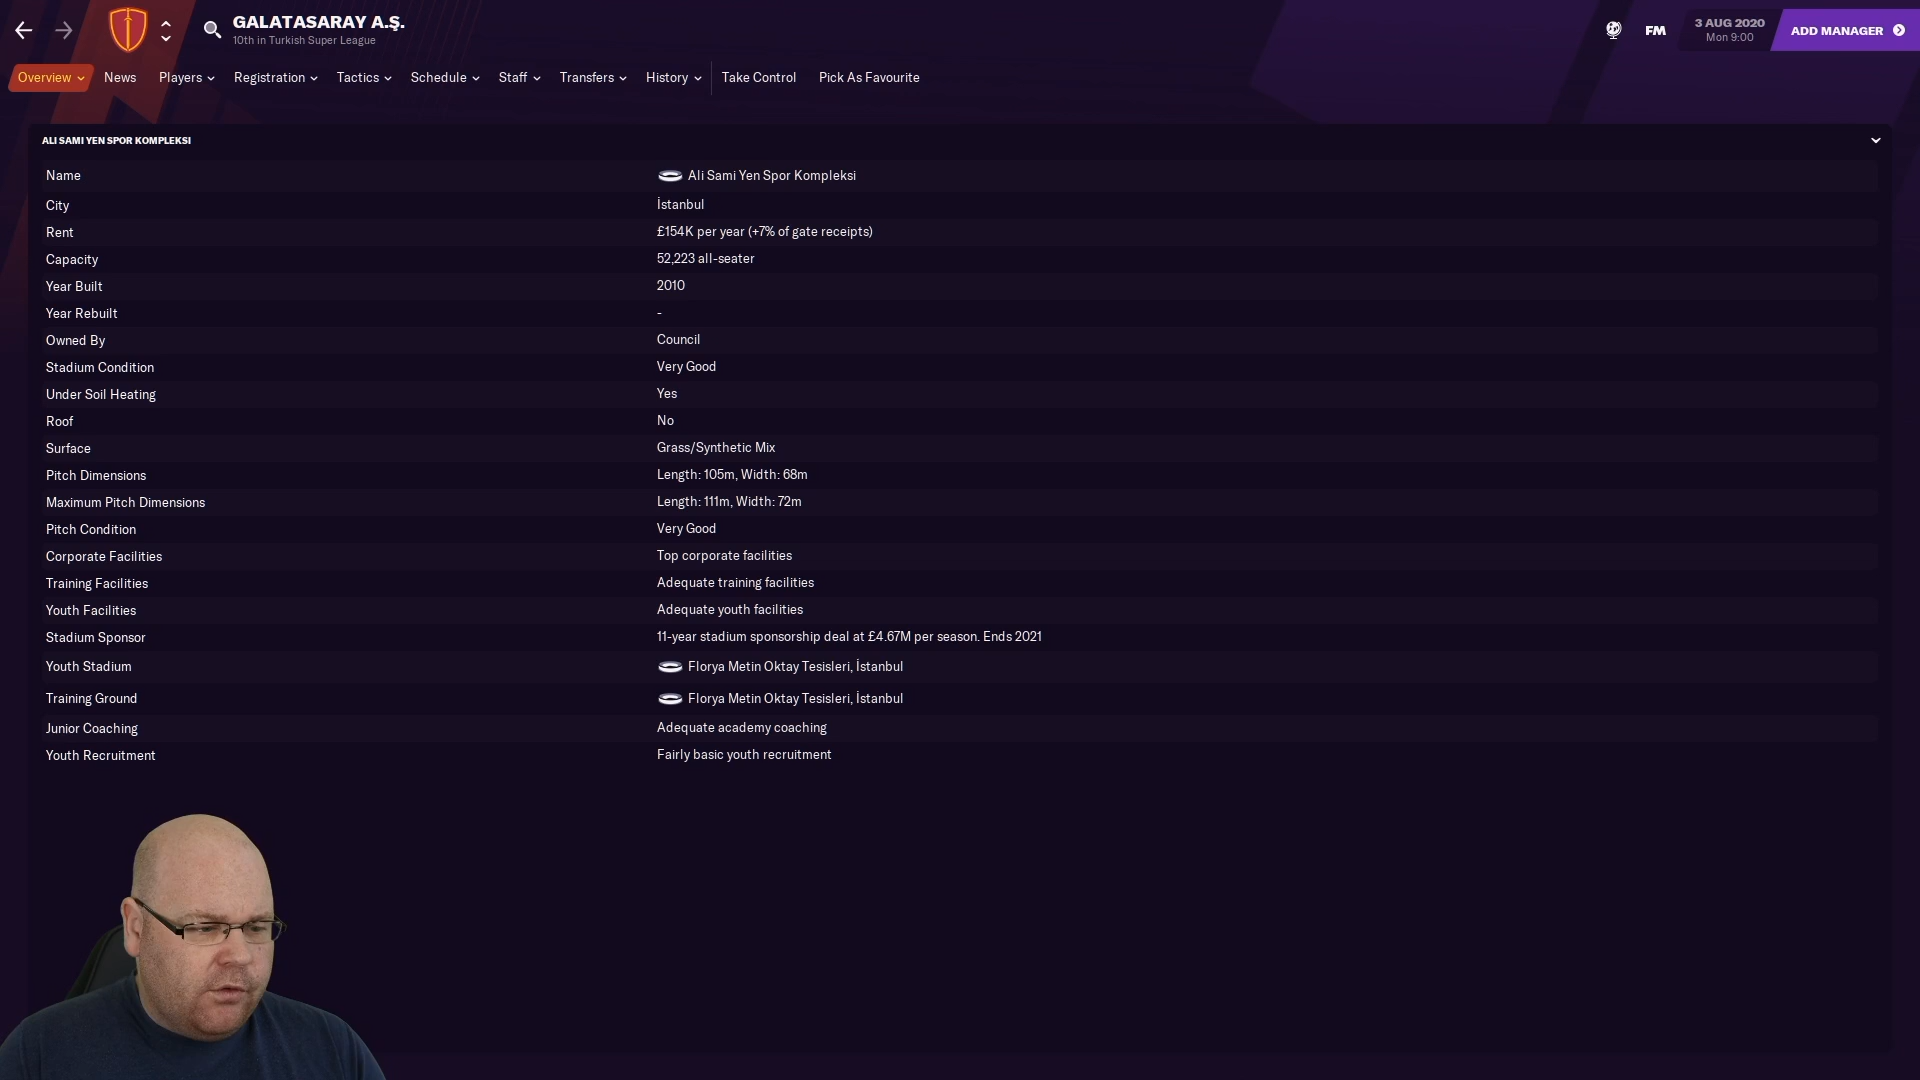 GALATASARAY A.Ş.
10th in Turkish Super League
FM
3 AUG 2020
Mon 9:00
ADD MANAGER
Overview
News
Players
Registration
Tactics
Schedule
Staff
Transfers
History
Take Control
Pick As Favourite
ALI SAMI YEN SPOR KOMPLEKSI
Name Ali Sami Yen Spor Kompleksi
City İstanbul
Rent £154K per year (+7% of gate receipts)
Capacity 52,223 all-seater
Year Built 2010
Year Rebuilt -
Owned By Council
Stadium Condition Very Good
Under Soil Heating Yes
Roof No
Surface Grass/Synthetic Mix
Pitch Dimensions Length: 105m, Width: 68m
Maximum Pitch Dimensions Length: 111m, Width: 72m
Pitch Condition Very Good
Corporate Facilities Top corporate facilities
Training Facilities Adequate training facilities
Youth Facilities Adequate youth facilities
Stadium Sponsor 11-year stadium sponsorship deal at £4.67M per season. Ends 2021
Youth Stadium Florya Metin Oktay Tesisleri, İstanbul
Training Ground Florya Metin Oktay Tesisleri, İstanbul
Junior Coaching Adequate academy coaching
Youth Recruitment Fairly basic youth recruitment